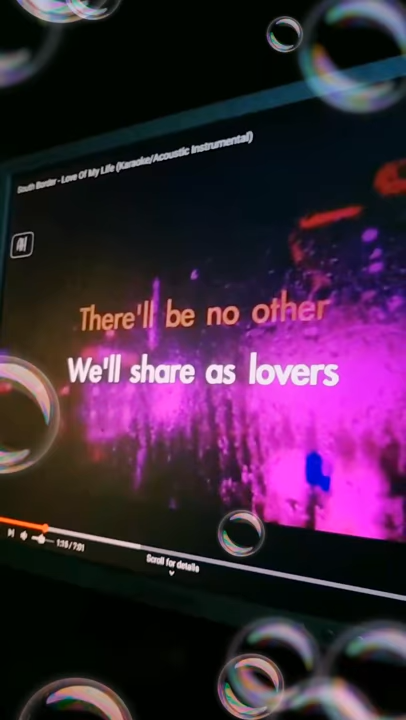 South Border - Love Of My Life (Karaoke/Acoustic Instrumental)
There'll be no other
We'll share as lovers
1:15 / 7:01
Scroll for details